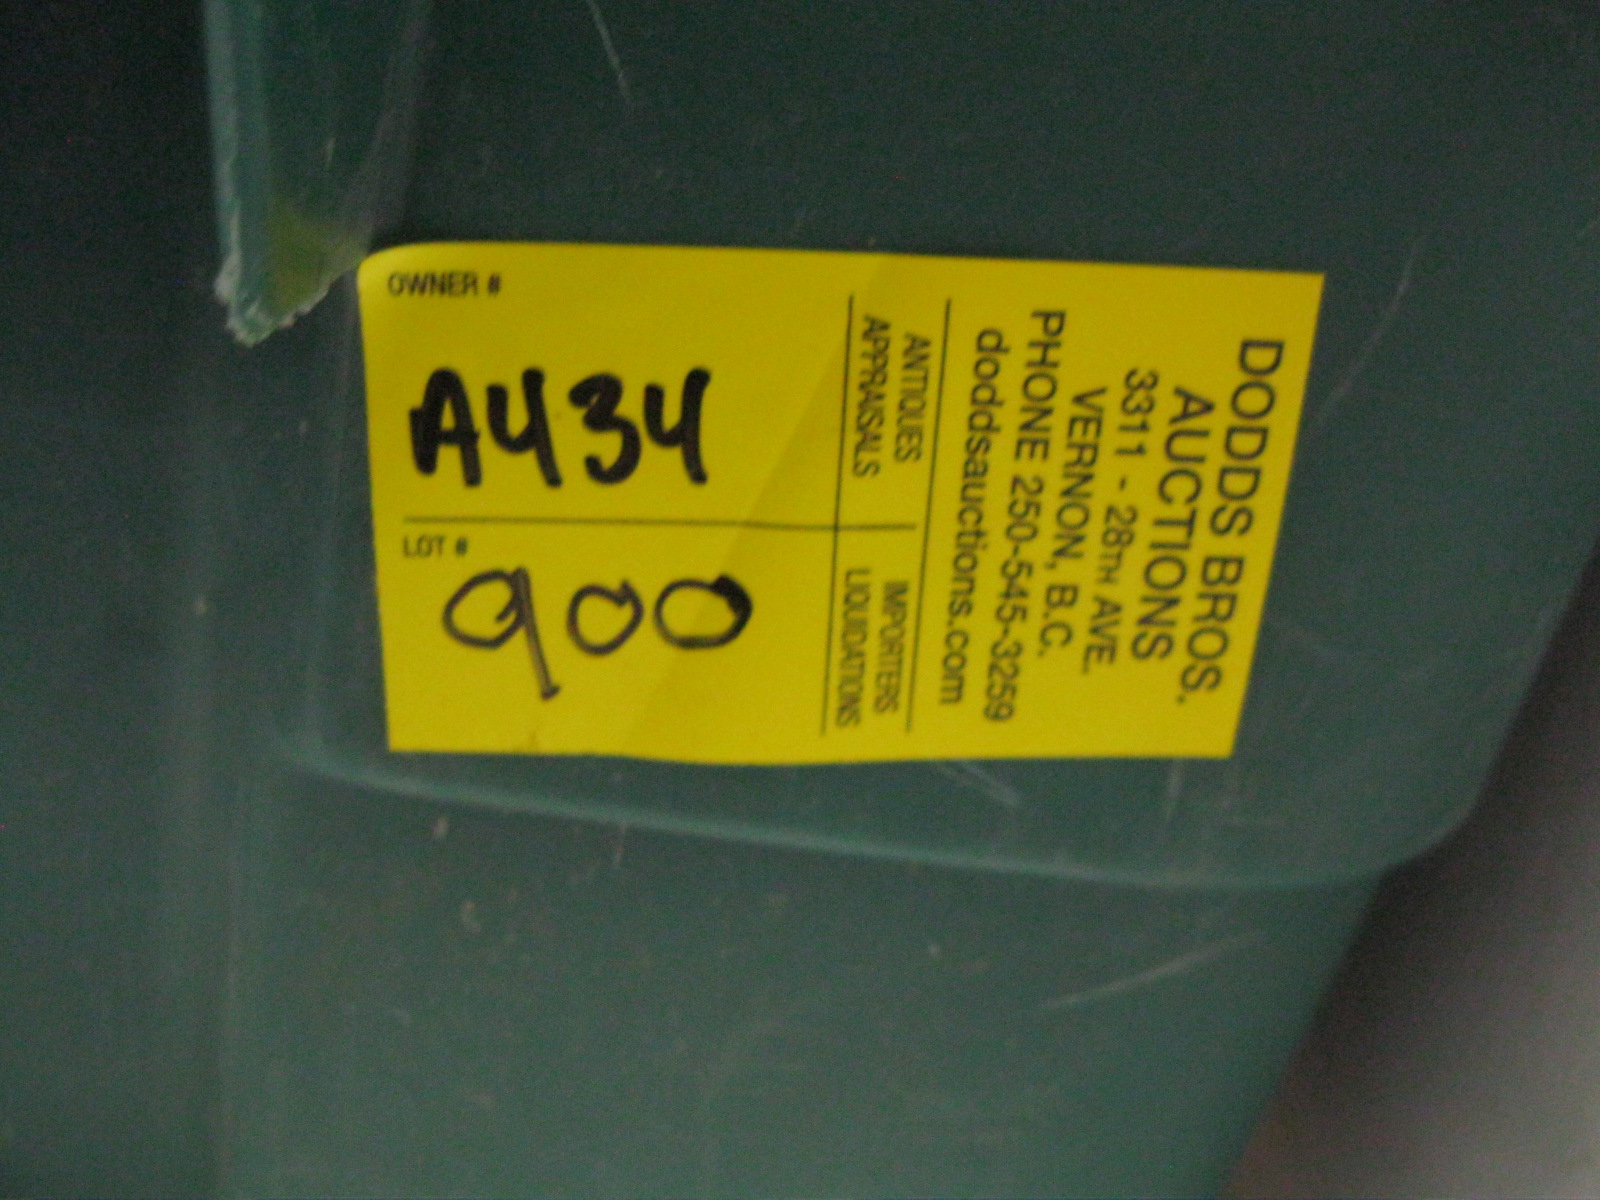 DODDS BROS.
AUCTIONS
3311 - 28TH AVE.
VERNON, B.C.
PHONE 250-545-3259
doddsauctions.com
ANTIQUES
APPRAISALS
IMPORTERS
LIQUIDATIONS
OWNER #
A434
LOT #
900